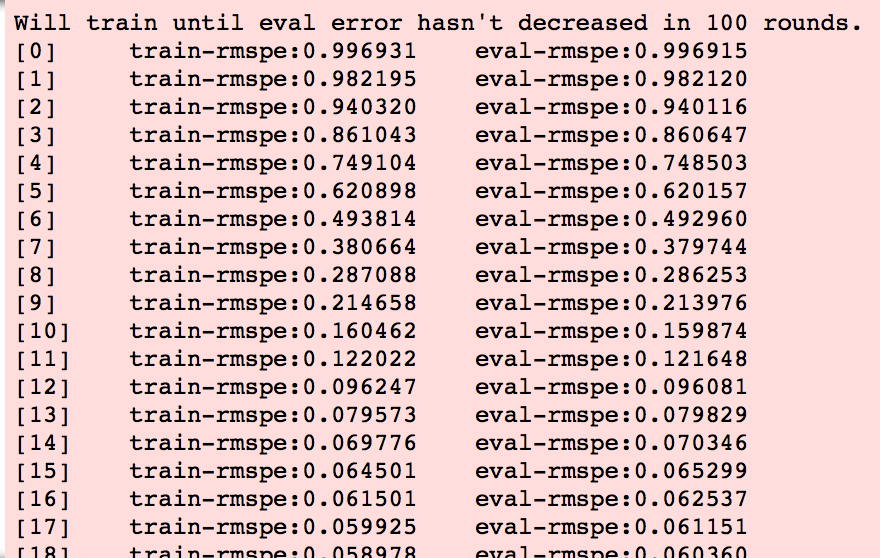 Will train until eval error hasn't decreased in 100 rounds.
[0] train-rmspe:0.996931 eval-rmspe:0.996915
[1] train-rmspe:0.982195 eval-rmspe:0.982120
[2] train-rmspe:0.940320 eval-rmspe:0.940116
[3] train-rmspe:0.861043 eval-rmspe:0.860647
[4] train-rmspe:0.749104 eval-rmspe:0.748503
[5] train-rmspe:0.620898 eval-rmspe:0.620157
[6] train-rmspe:0.493814 eval-rmspe:0.492960
[7] train-rmspe:0.380664 eval-rmspe:0.379744
[8] train-rmspe:0.287088 eval-rmspe:0.286253
[9] train-rmspe:0.214658 eval-rmspe:0.213976
[10] train-rmspe:0.160462 eval-rmspe:0.159874
[11] train-rmspe:0.122022 eval-rmspe:0.121648
[12] train-rmspe:0.096247 eval-rmspe:0.096081
[13] train-rmspe:0.079573 eval-rmspe:0.079829
[14] train-rmspe:0.069776 eval-rmspe:0.070346
[15] train-rmspe:0.064501 eval-rmspe:0.065299
[16] train-rmspe:0.061501 eval-rmspe:0.062537
[17] train-rmspe:0.059925 eval-rmspe:0.061151
[18] train-rmspe:0.058978 eval-rmspe:0.060360